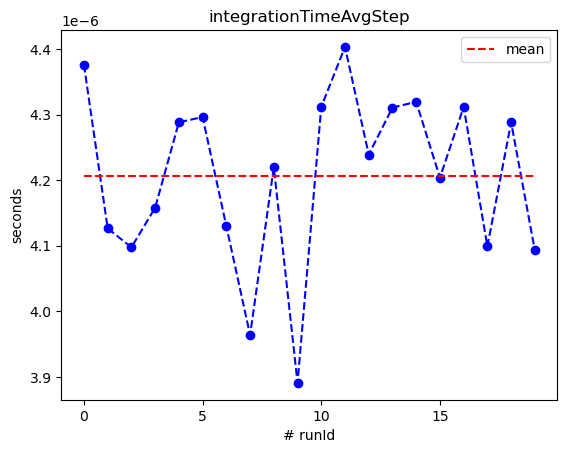 integrationTimeAvgStep
1e−6
4.4
4.3
4.2
4.1
4.0
3.9
seconds
mean
0
5
10
15
# runId